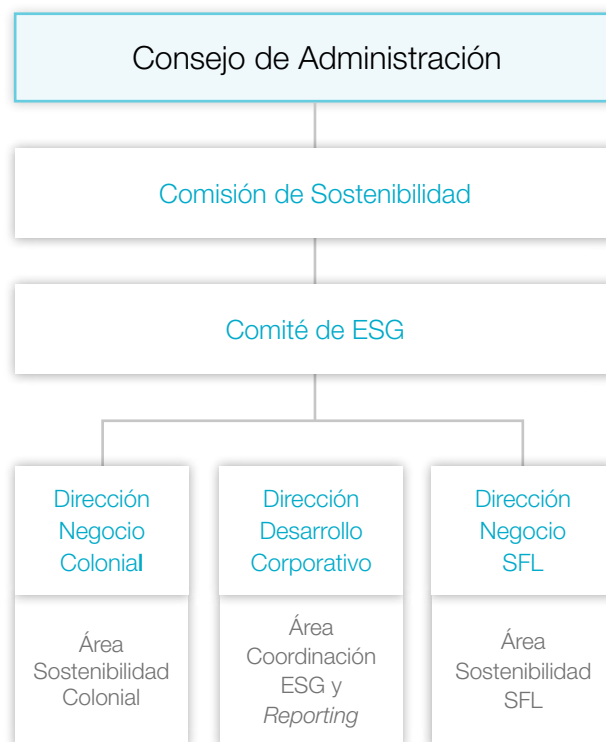 Consejo de Administración
Comisión de Sostenibilidad
Comité de ESG
Dirección
Negocio
Colonial
Dirección
Desarrollo
Corporativo
Dirección
Negocio
SFL
Área
Sostenibilidad
Colonial
Área
Coordinación
ESG y
Reporting
Área
Sostenibilidad
SFL